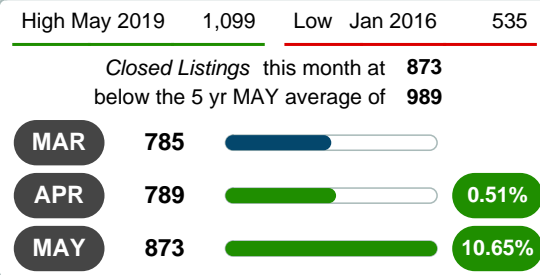 High May 2019 1,099 Low Jan 2016 535
Closed Listings this month at 873
below the 5 yr MAY average of 989
MAR 785
APR 789 0.51%
MAY 873 10.65%